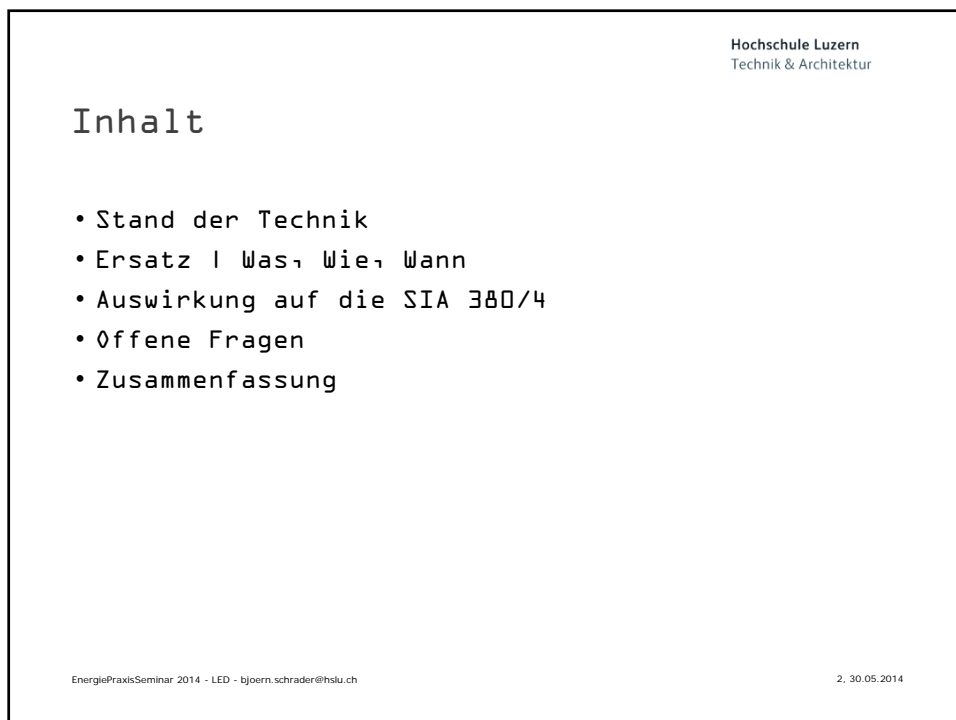 Hochschule Luzern
Technik & Architektur
Inhalt
• Stand der Technik
• Ersatz | Was, Wie, Wann
• Auswirkung auf die SIA 380/4
• Offene Fragen
• Zusammenfassung
EnergiePraxisSeminar 2014 - LED - bjoern.schrader@hslu.ch
2, 30.05.2014